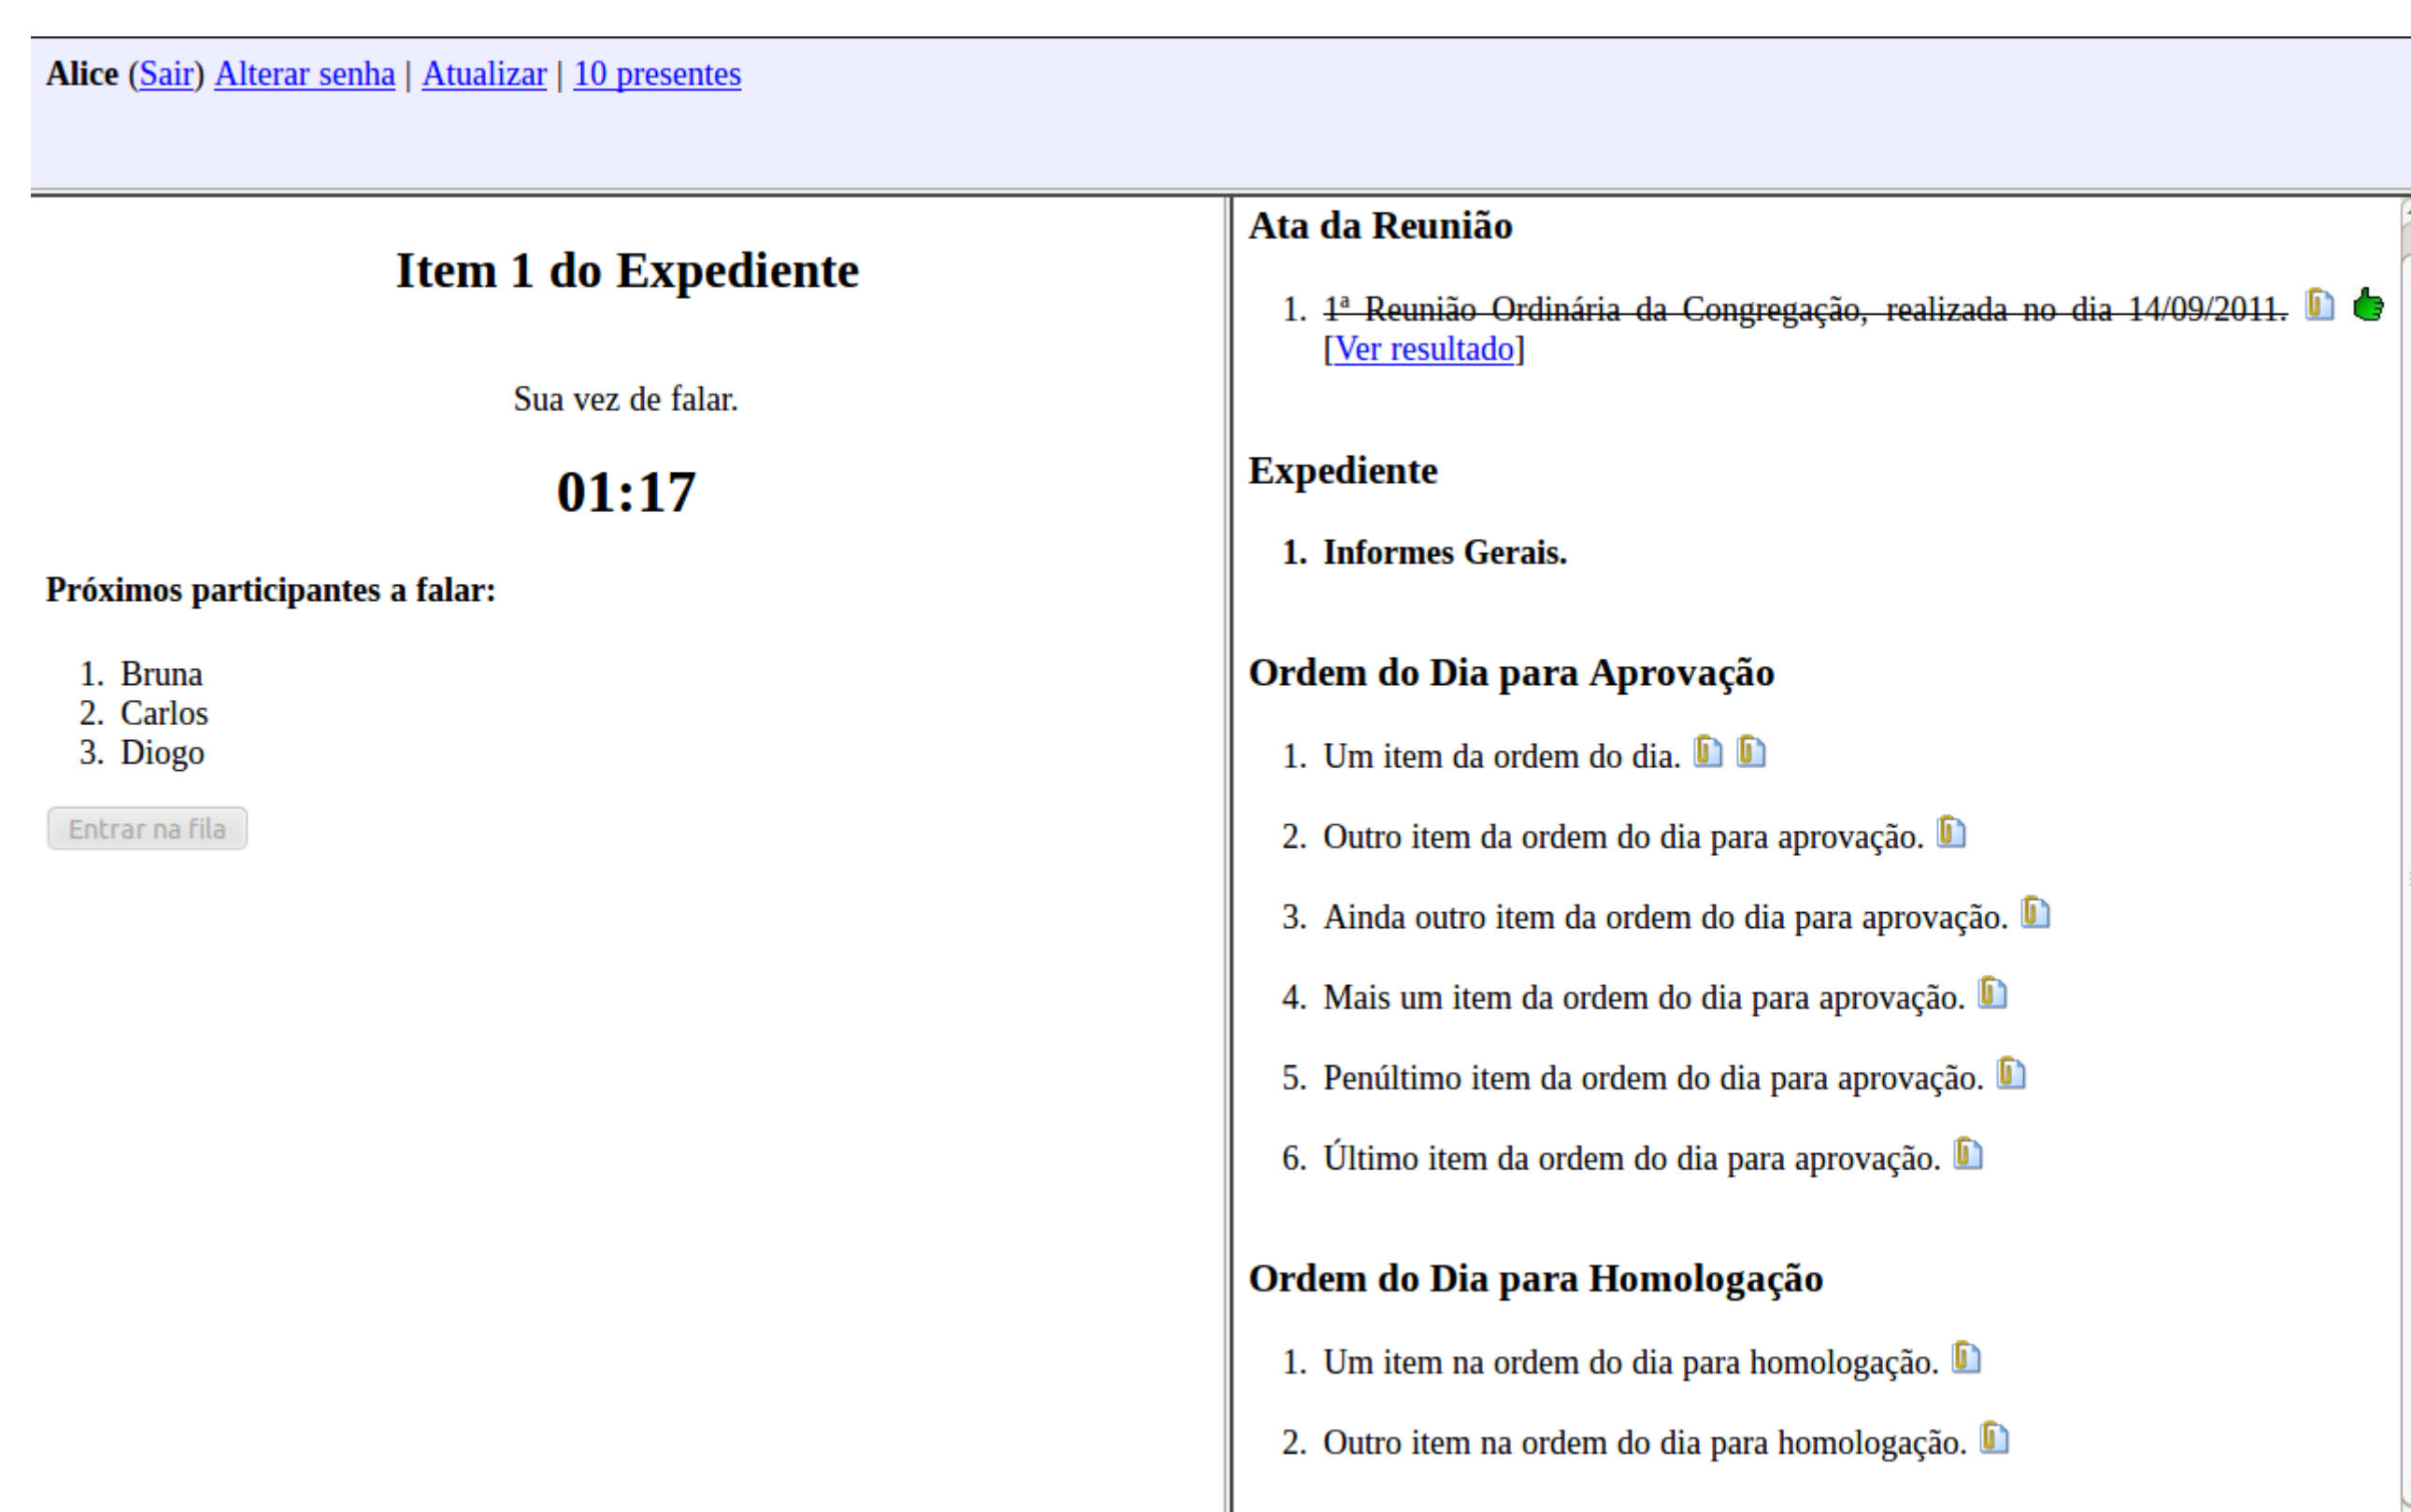 Alice (Sair) Alterar senha | Atualizar | 10 presentes
Item 1 do Expediente
Sua vez de falar.
01:17
Próximos participantes a falar:
1. Bruna
2. Carlos
3. Diogo
Entrar na fila
Ata da Reunião
1. 1ª Reunião Ordinária da Congregação, realizada no dia 14/09/2011.
[Ver resultado]
Expediente
1. Informes Gerais.
Ordem do Dia para Aprovação
1. Um item da ordem do dia.
2. Outro item da ordem do dia para aprovação.
3. Ainda outro item da ordem do dia para aprovação.
4. Mais um item da ordem do dia para aprovação.
5. Penúltimo item da ordem do dia para aprovação.
6. Último item da ordem do dia para aprovação.
Ordem do Dia para Homologação
1. Um item na ordem do dia para homologação.
2. Outro item na ordem do dia para homologação.